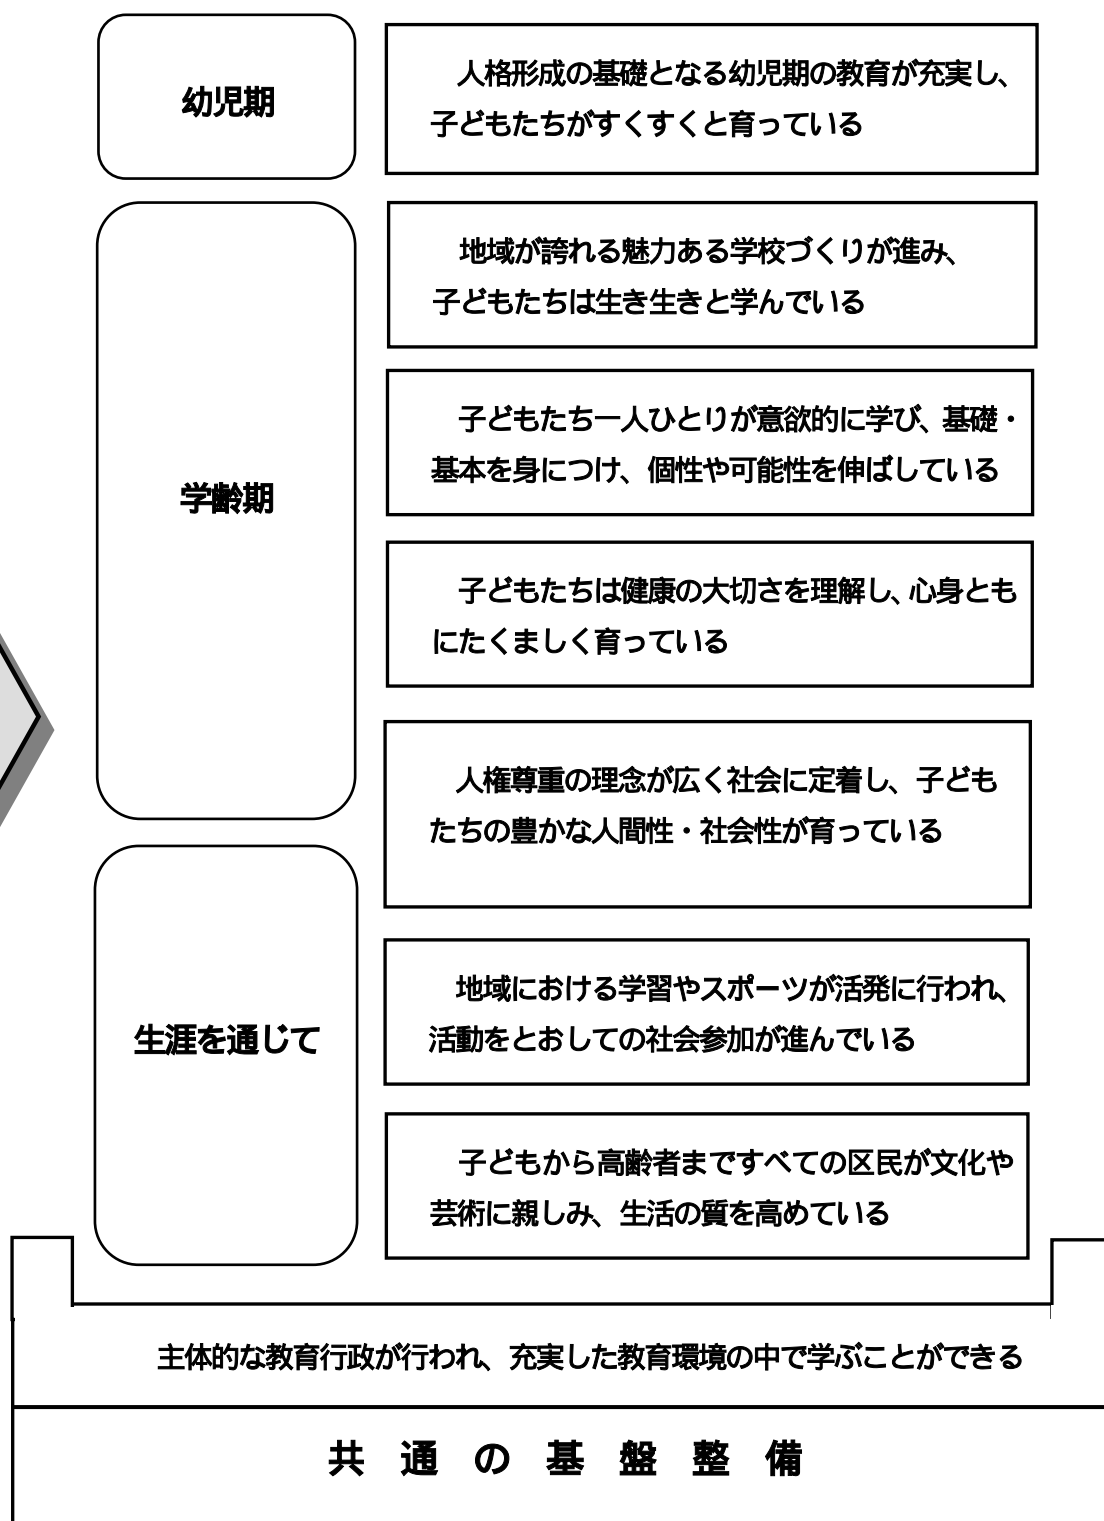 幼児期
人格形成の基礎となる幼児期の教育が充実し、
子どもたちがすくすくと育っている
学齢期
地域が誇れる魅力ある学校づくりが進み、
子どもたちは生き生きと学んでいる
子どもたち一人ひとりが意欲的に学び、基礎・
基本を身につけ、個性や可能性を伸ばしている
子どもたちは健康の大切さを理解し、心身とも
にたくましく育っている
人権尊重の理念が広く社会に定着し、子ども
たちの豊かな人間性・社会性が育っている
生涯を通じて
地域における学習やスポーツが活発に行われ、
活動をとおしての社会参加が進んでいる
子どもから高齢者まですべての区民が文化や
芸術に親しみ、生活の質を高めている
主体的な教育行政が行われ、充実した教育環境の中で学ぶことができる
共通の基盤整備